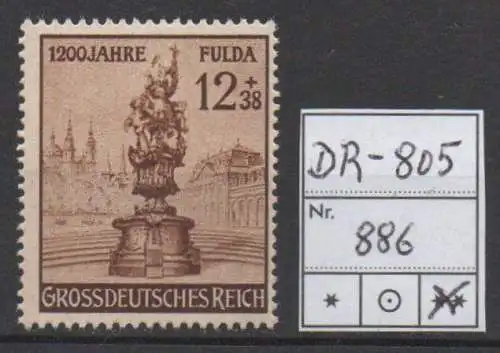 1200JAHRE FULDA
12+38
GROSSDEUTSCHES REICH
DR-805
Nr.
886
* ⊙ **